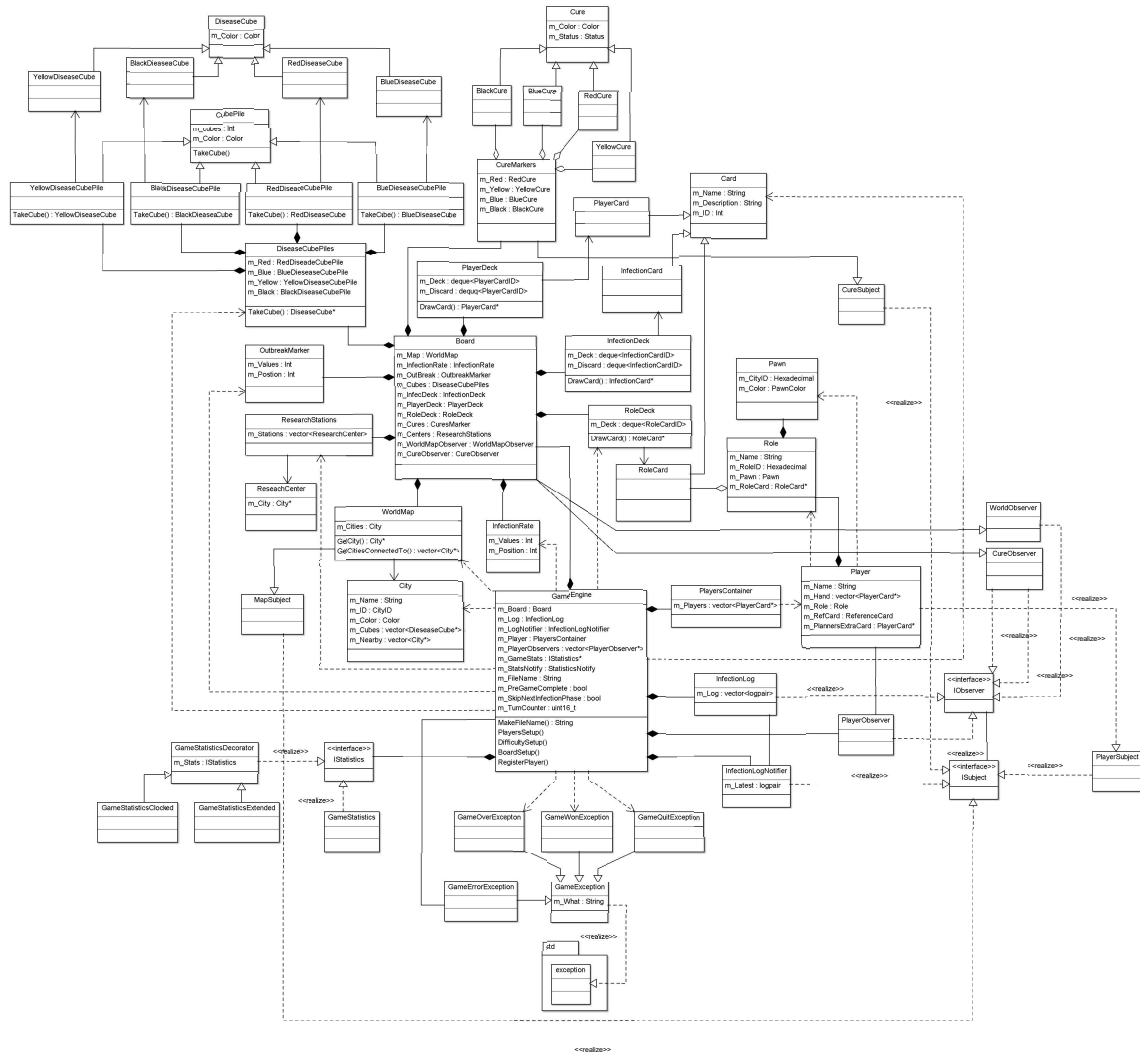 DiseaseCube
m_Color : Color
YellowDiseaseCube
BlackDieaseaCube
RedDiseaseCube
BlueDiseaseCube
CubePile
m_cubes : Int
m_Color : Color
TakeCube()
YellowDiseaseCubePile
TakeCube() : YellowDiseaseCube
BlackDiseaseCubePile
TakeCube() : BlackDieaseaCube
RedDiseaceCubePile
TakeCube() : RedDiseaseCube
BlueDieseaseCubePile
TakeCube() : BlueDiseaseCube
DiseaseCubePiles
m_Red : RedDiseadeCubePile
m_Blue : BlueDieseaseCubePile
m_Yellow : YellowDiseaseCubePile
m_Black : BlackDiseaseCubePile
TakeCube() : DiseaseCube*
Cure
m_Color : Color
m_Status : Status
BlackCure
BlueCure
RedCure
YellowCure
CureMarkers
m_Red : RedCure
m_Yellow : YellowCure
m_Blue : BlueCure
m_Black : BlackCure
Card
m_Name : String
m_Description : String
m_ID : Int
PlayerCard
PlayerDeck
m_Deck : deque<PlayerCardID>
m_Discard : dequq<PlayerCardID>
DrawCard() : PlayerCard*
InfectionCard
CureSubject
InfectionDeck
m_Deck : deque<InfectionCardID>
m_Discard : deque<InfectionCardID>
DrawCard() : InfectionCard*
OutbreakMarker
m_Values : Int
m_Postion : Int
Board
m_Map : WorldMap
m_InfectionRate : InfectionRate
m_OutBreak : OutbreakMarker
m_Cubes : DiseaseCubePiles
m_InfecDeck : InfectionDeck
m_PlayerDeck : PlayerDeck
m_RoleDeck : RoleDeck
m_Cures : CuresMarker
m_Centers : ResearchStations
m_WorldMapObserver : WorldMapObserver
m_CureObserver : CureObserver
Pawn
m_CityID : Hexadecimal
m_Color : PawnColor
<<realize>>
ResearchStations
m_Stations : vector<ResearchCenter>
RoleDeck
m_Deck : deque<RoleCardID>
DrawCard() : RoleCard*
RoleCard
Role
m_Name : String
m_RoleID : Hexadecimal
m_Pawn : Pawn
m_RoleCard : RoleCard*
ReseachCenter
m_City : City*
WorldMap
m_Cities : City
GetCity() : City*
GetCitiesConnectedTo() : vector<City*>
InfectionRate
m_Values : Int
m_Position : Int
WorldObserver
CureObserver
MapSubject
City
m_Name : String
m_ID : CityID
m_Color : Color
m_Cubes : vector<DieseaseCube*>
m_Nearby : vector<City*>
GameEngine
m_Board : Board
m_Log : InfectionLog
m_LogNotifier : InfectionLogNotifier
m_Player : PlayersContainer
m_PlayerObservers : vector<PlayerObserver*>
m_GameStats : IStatistics*
m_StatsNotify : StatisticsNotify
m_FileName : String
m_PreGameComplete : bool
m_SkipNextInfectionPhase : bool
m_TurnCounter : uint16_t
MakeFileName() : String
PlayersSetup()
DifficultySetup()
BoardSetup()
RegisterPlayer()
PlayersContainer
m_Players : vector<PlayerCard*>
Player
m_Name : String
m_Hand : vector<PlayerCard*>
m_Role : Role
m_RefCard : ReferenceCard
m_PlannersExtraCard : PlayerCard*
<<realize>>
<<realize>>
InfectionLog
m_Log : vector<logpair>
<<realize>>
<<interface>>
IObserver
PlayerObserver
<<realize>>
<<interface>>
ISubject
PlayerSubject
<<realize>>
InfectionLogNotifier
m_Latest : logpair
<<realize>>
GameStatisticsDecorator
m_Stats : IStatistics
<<realize>>
<<interface>>
IStatistics
GameStatisticsClocked
GameStatisticsExtended
<<realize>>
GameStatistics
GameOverExcepton
GameWonException
GameQuitException
GameErrorException
GameException
m_What : String
<<realize>>
std
exception
<<realize>>